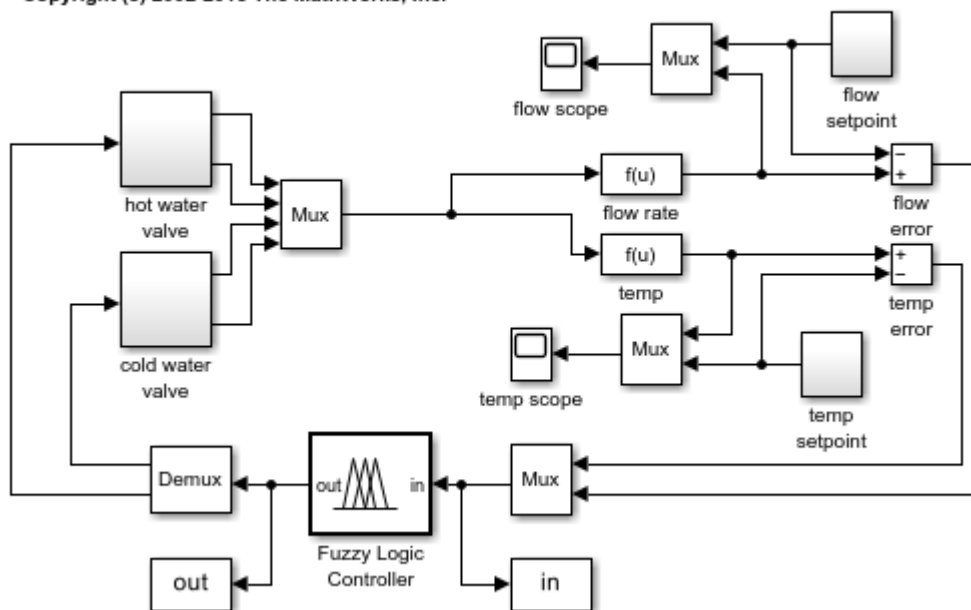 flow scope
Mux
flow
setpoint
hot water
valve
Mux
f(u)
flow rate
−
+
flow
error
cold water
valve
f(u)
temp
+
−
temp
error
temp scope
Mux
temp
setpoint
Demux
out
in
Fuzzy Logic
Controller
Mux
out
in